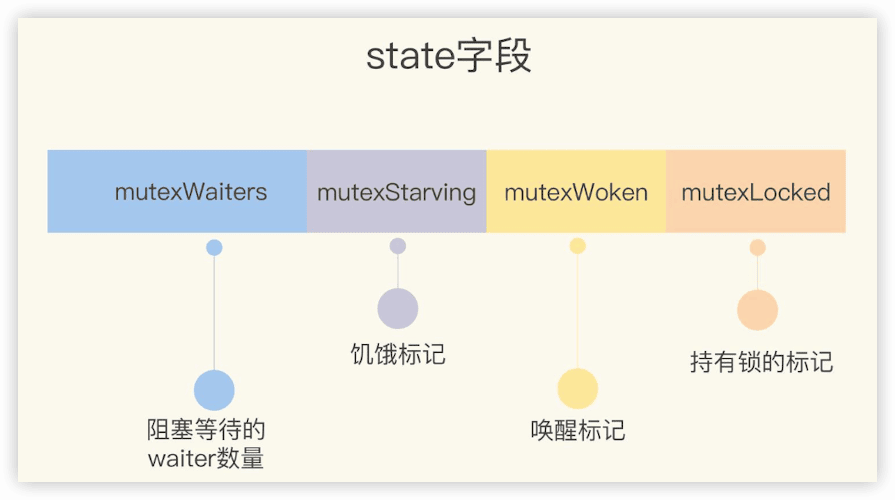 state字段
mutexWaiters
mutexStarving
mutexWoken
mutexLocked
饥饿标记
持有锁的标记
阻塞等待的
waiter数量
唤醒标记